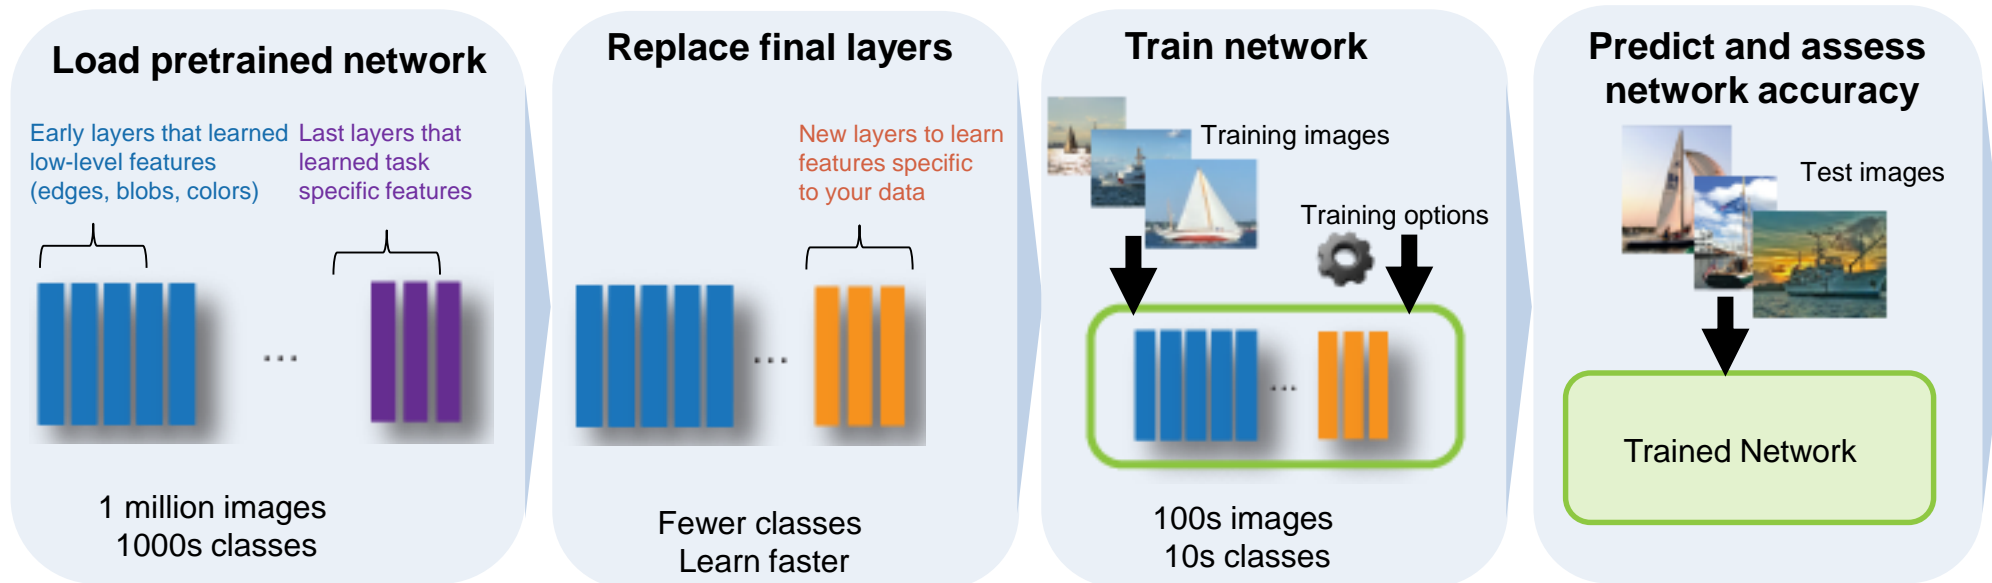 Load pretrained network
Early layers that learned
low-level features
(edges, blobs, colors)
Last layers that
learned task
specific features
...
1 million images
1000s classes
Replace final layers
New layers to learn
features specific
to your data
...
Fewer classes
Learn faster
Train network
Training images
Training options
...
100s images
10s classes
Predict and assess
network accuracy
Test images
Trained Network